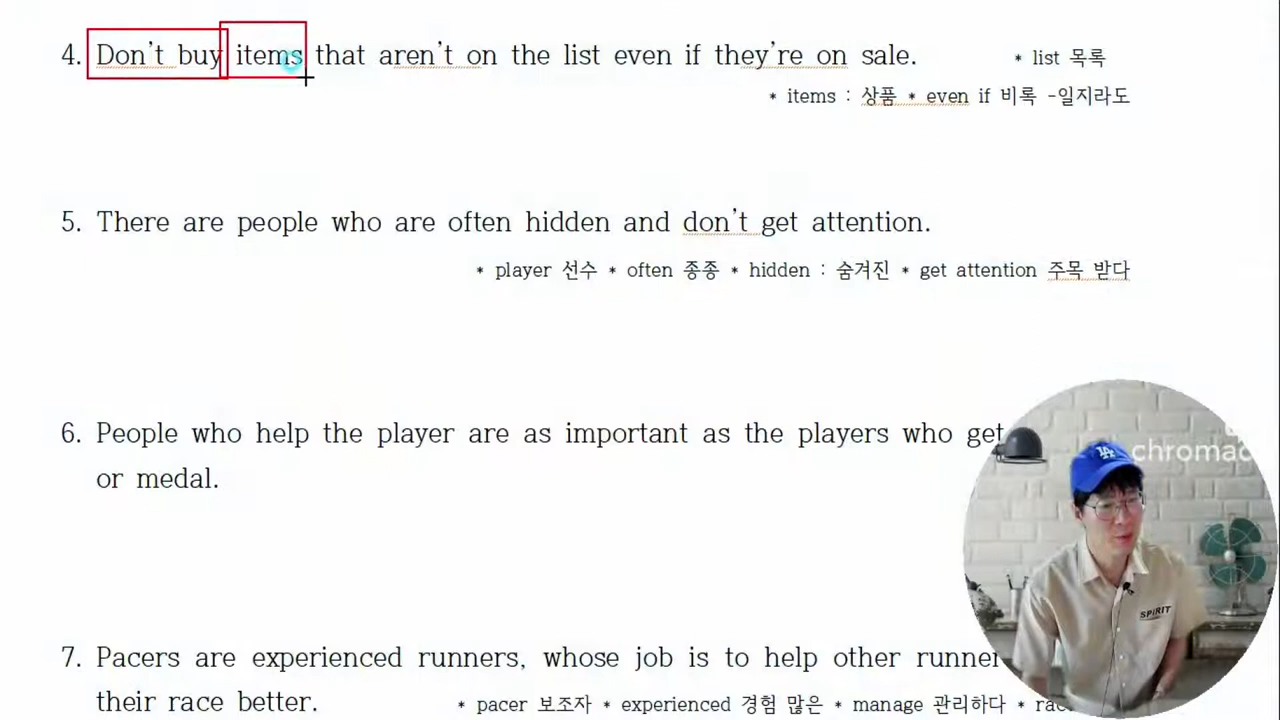 4. Don't buy items that aren't on the list even if they're on sale. * list 목록
* items : 상품 * even if 비록 -일지라도
5. There are people who are often hidden and don't get attention.
* player 선수 * often 종종 * hidden : 숨겨진 * get attention 주목 받다
6. People who help the player are as important as the players who get
or medal.
chromac
LA
SPIRIT
7. Pacers are experienced runners, whose job is to help other runner
their race better. * pacer 보조자 * experienced 경험 많은 * manage 관리하다 *